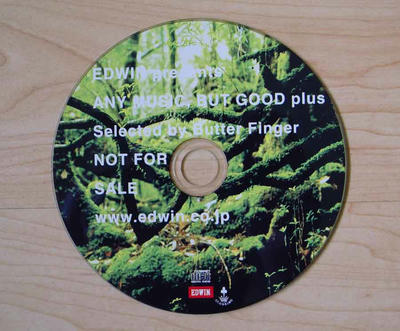 EDWIN presents
ANY MUSIC, BUT GOOD plus
Selected by Butter Finger
NOT FOR
SALE
www.edwin.co.jp
EDWIN